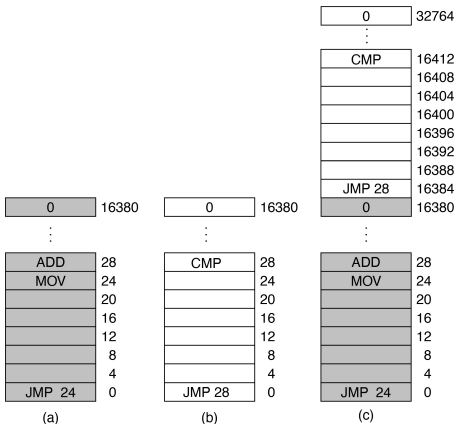 0 32764
⋮
CMP 16412
16408
16404
16400
16396
16392
16388
JMP 28 16384
0 16380
0 16380
0 16380
⋮
⋮
⋮
ADD 28
MOV 24
20
16
12
8
4
JMP 24 0
(a)
CMP 28
24
20
16
12
8
4
JMP 28 0
(b)
ADD 28
MOV 24
20
16
12
8
4
JMP 24 0
(c)